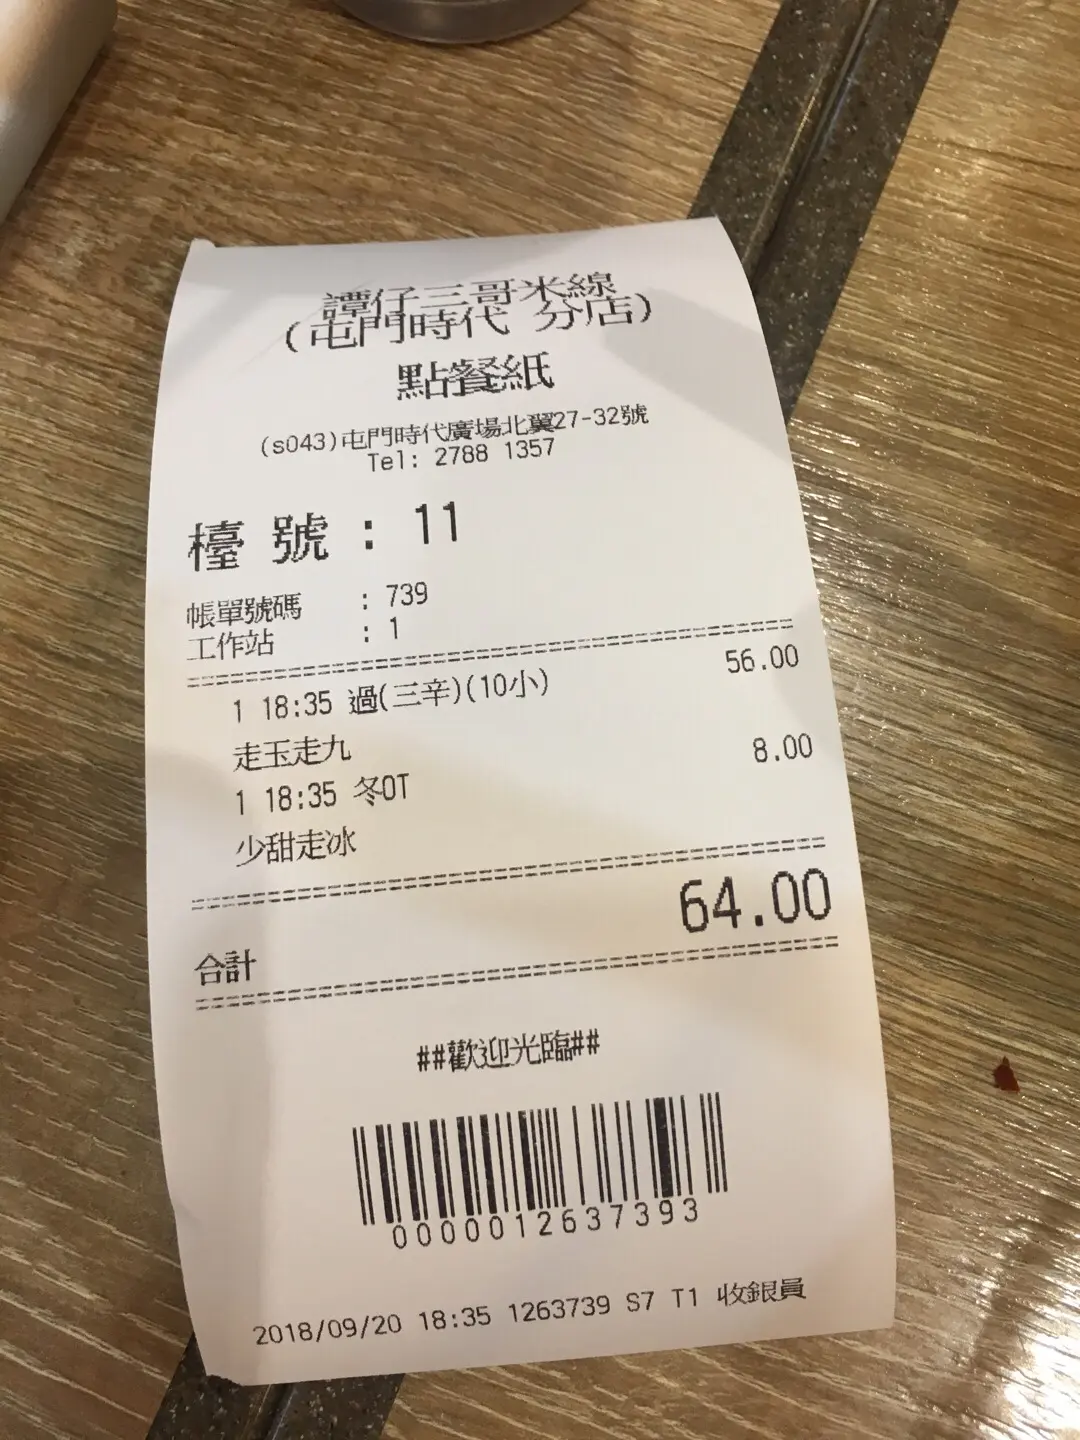 譚仔三哥米線
(屯門時代 分店)
點餐紙
(s043)屯門時代廣場北翼27-32號
Tel: 2788 1357
檯 號 : 11
帳單號碼 : 739
工作站 : 1
1 18:35 過(三辛)(10小) 56.00
走玉走九
1 18:35 冬OT 8.00
少甜走冰
64.00
合計
##歡迎光臨##
0000012637393
2018/09/20 18:35 1263739 S7 T1 收銀員